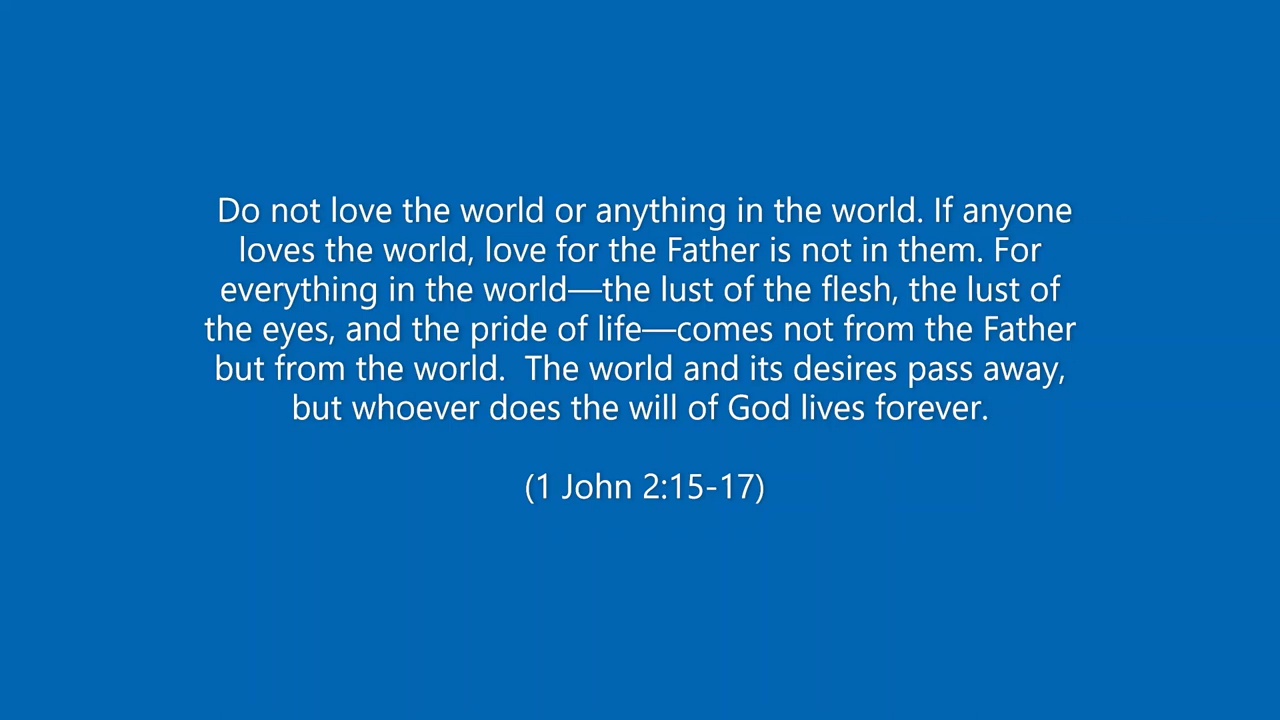 Do not love the world or anything in the world. If anyone
loves the world, love for the Father is not in them. For
everything in the world—the lust of the flesh, the lust of
the eyes, and the pride of life—comes not from the Father
but from the world.  The world and its desires pass away,
but whoever does the will of God lives forever.
(1 John 2:15-17)